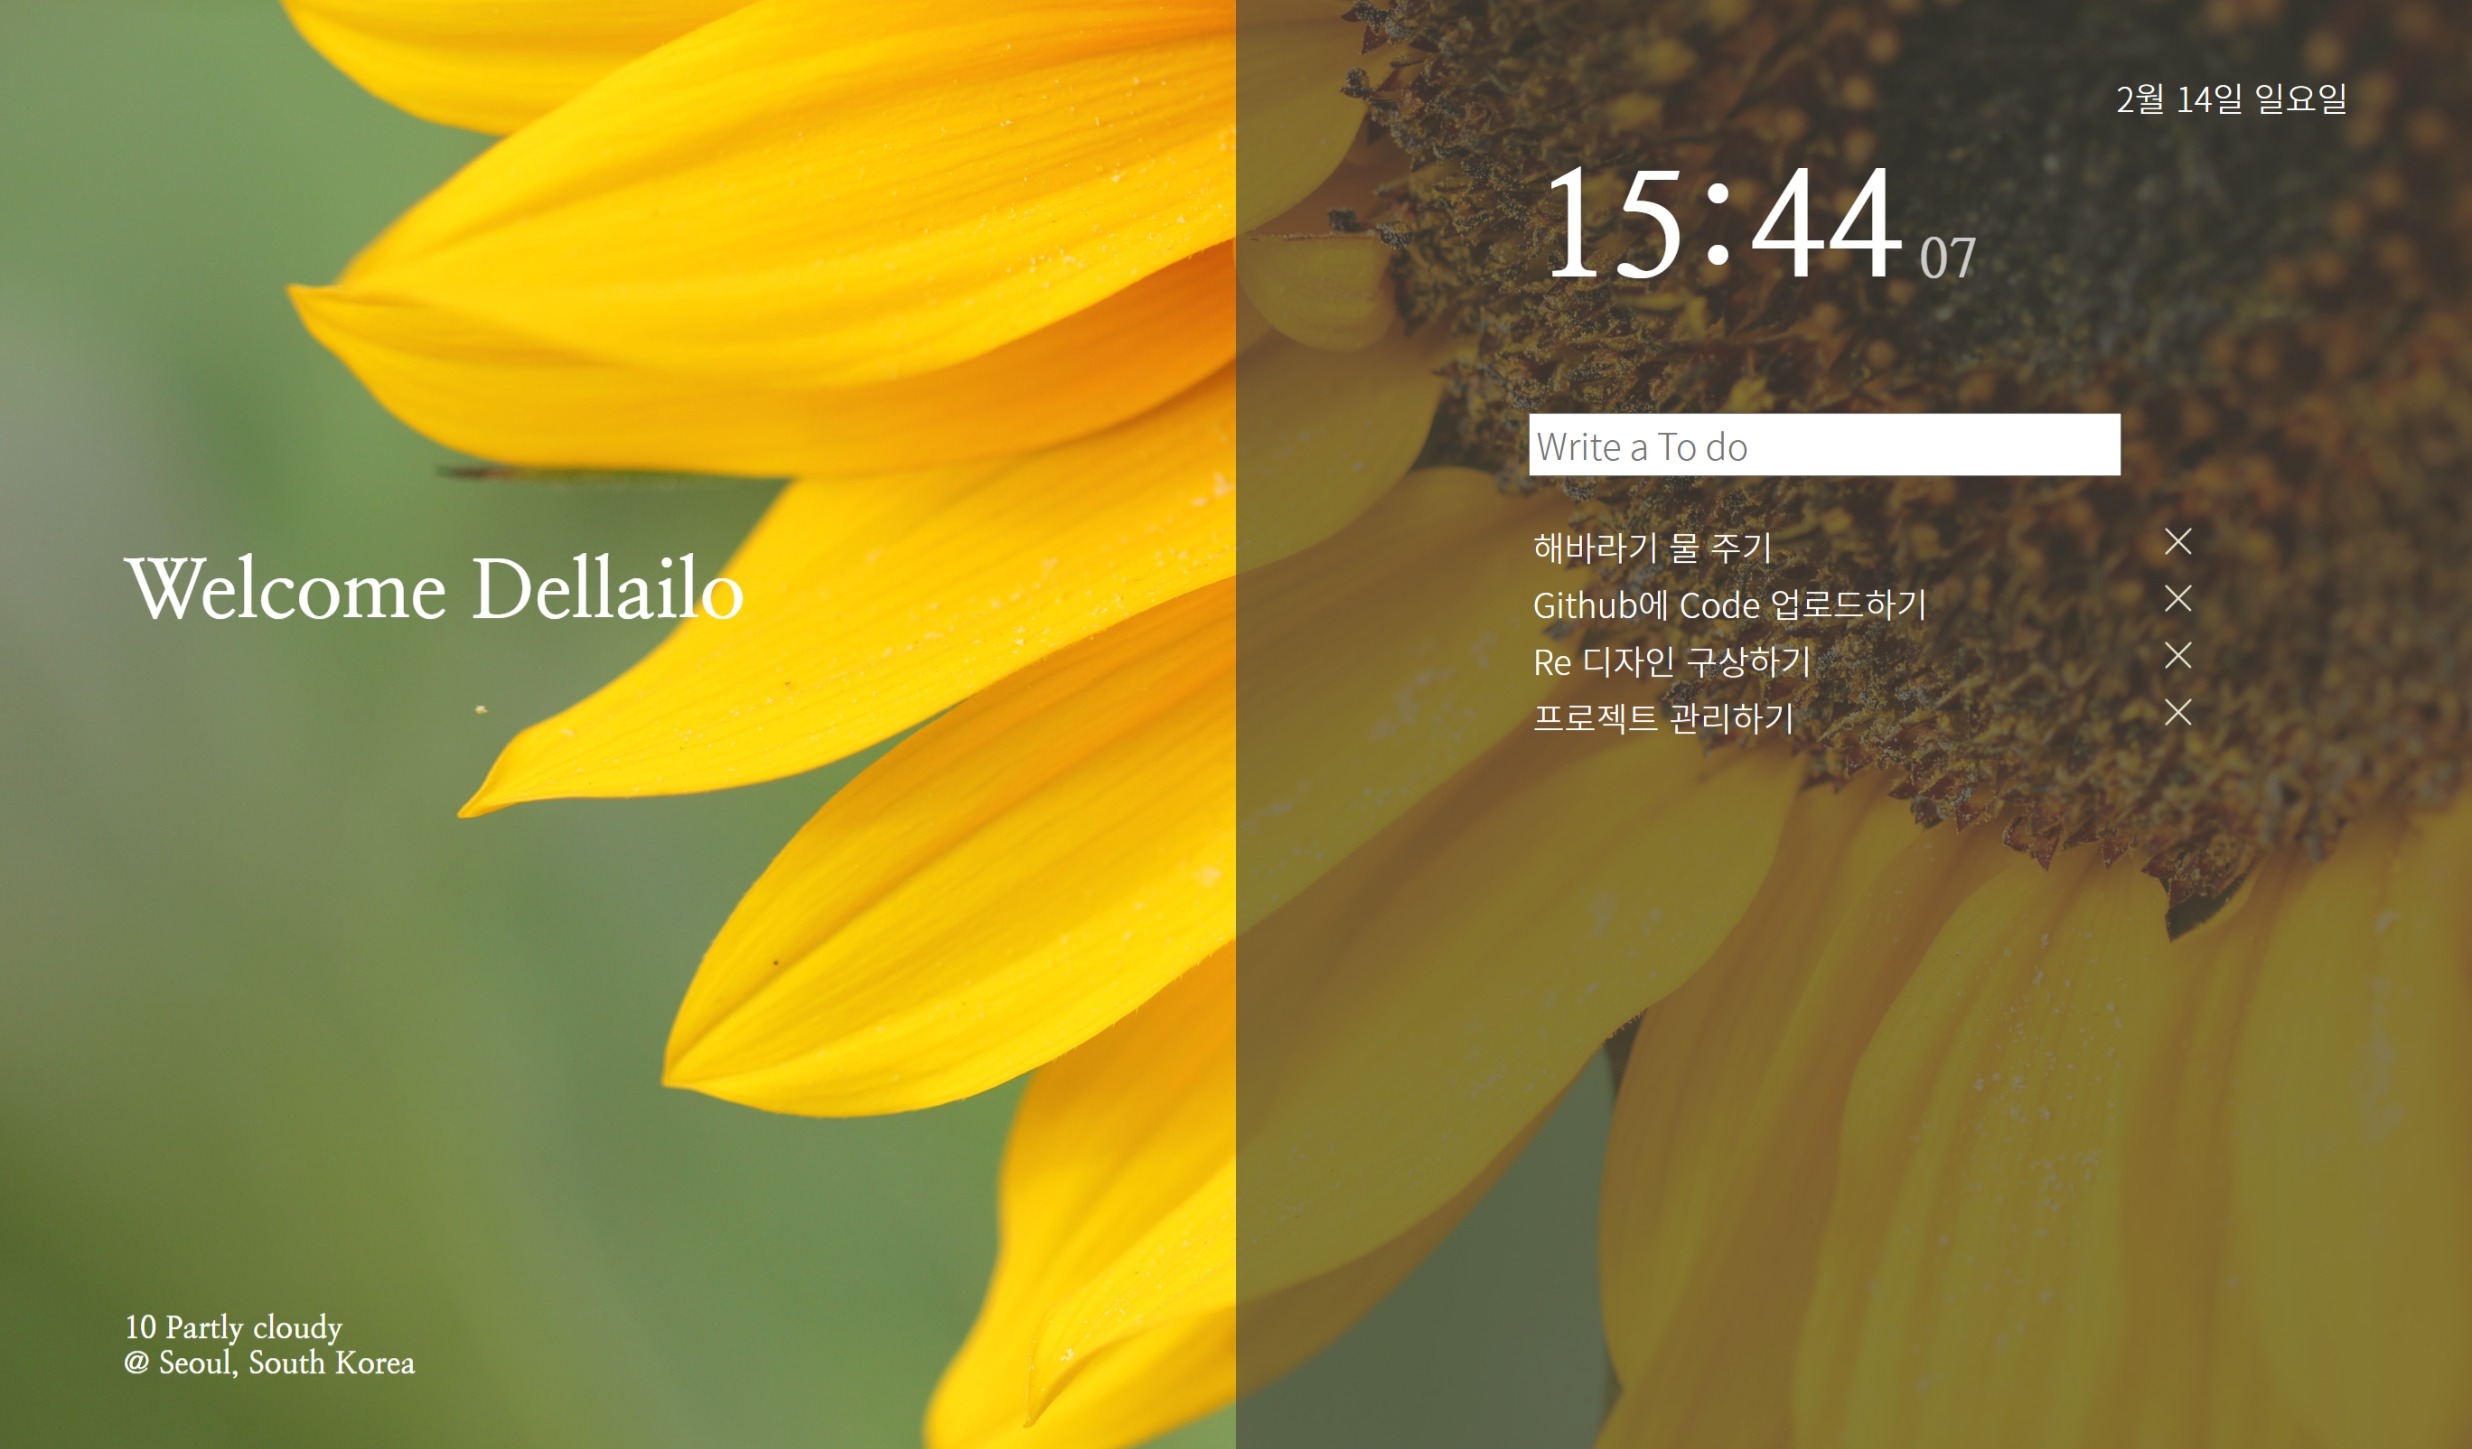 2월 14일 일요일
15:44 07
Write a To do
해바라기 물 주기
Github에 Code 업로드하기
Re 디자인 구상하기
프로젝트 관리하기
Welcome Dellailo
10 Partly cloudy
@ Seoul, South Korea